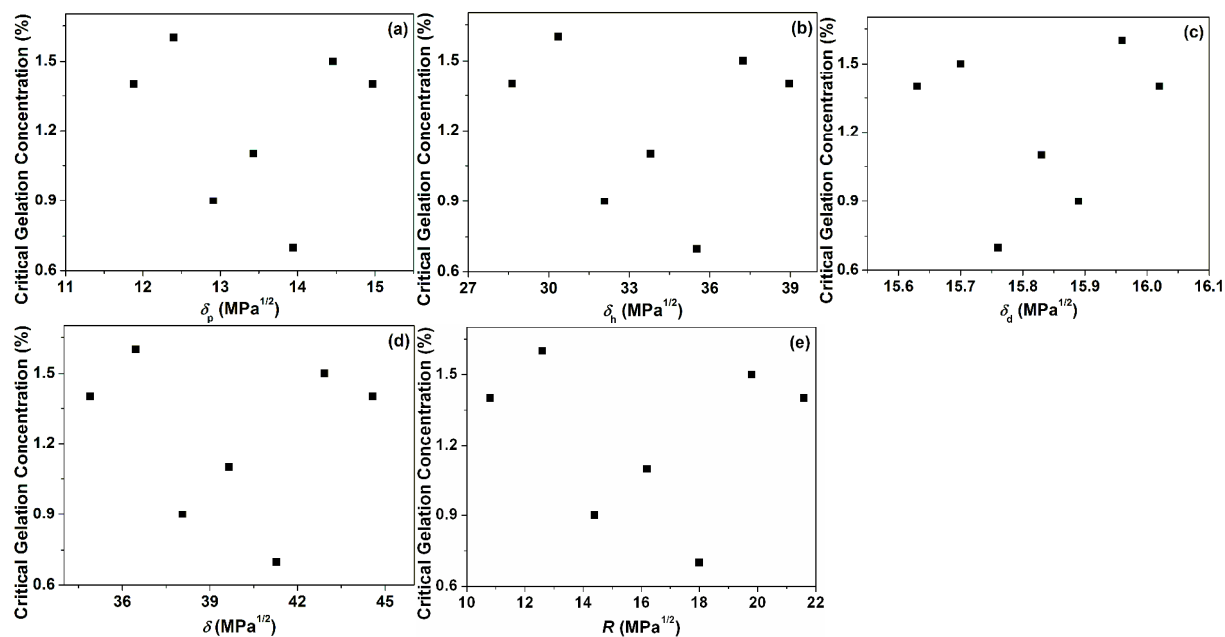 (a)
Critical Gelation Concentration (%)
1.5
1.2
0.9
0.6
11 12 13 14 15
δp (MPa1/2)
(b)
Critical Gelation Concentration (%)
1.5
1.2
0.9
0.6
27 30 33 36 39
δh (MPa1/2)
(c)
Critical Gelation Concentration (%)
1.5
1.2
0.9
0.6
15.6 15.7 15.8 15.9 16.0 16.1
δd (MPa1/2)
(d)
Critical Gelation Concentration (%)
1.5
1.2
0.9
0.6
36 39 42 45
δ (MPa1/2)
(e)
Critical Gelation Concentration (%)
1.5
1.2
0.9
0.6
10 12 14 16 18 20 22
R (MPa1/2)